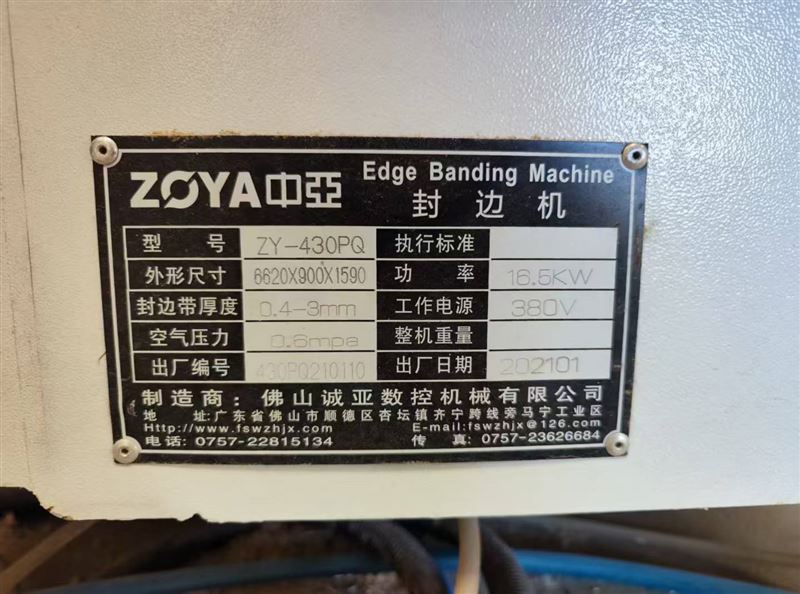 ZOYA中亞 Edge Banding Machine
封边机
型 号 ZY-430PQ 执行标准
外形尺寸 6620X900X1590 功 率 16.5KW
封边带厚度 0.4-3mm 工作电源 380V
空气压力 0.6mpa 整机重量
出厂编号 430PQ210110 出厂日期 202101
制造商：佛山诚亚数控机械有限公司
地 址:广东省佛山市顺德区杏坛镇齐宁跨线旁马宁工业区
Http://www.fswzhjx.com E-mail:fswzhjx@126.com
电话: 0757-22815134 传 真: 0757-23626684